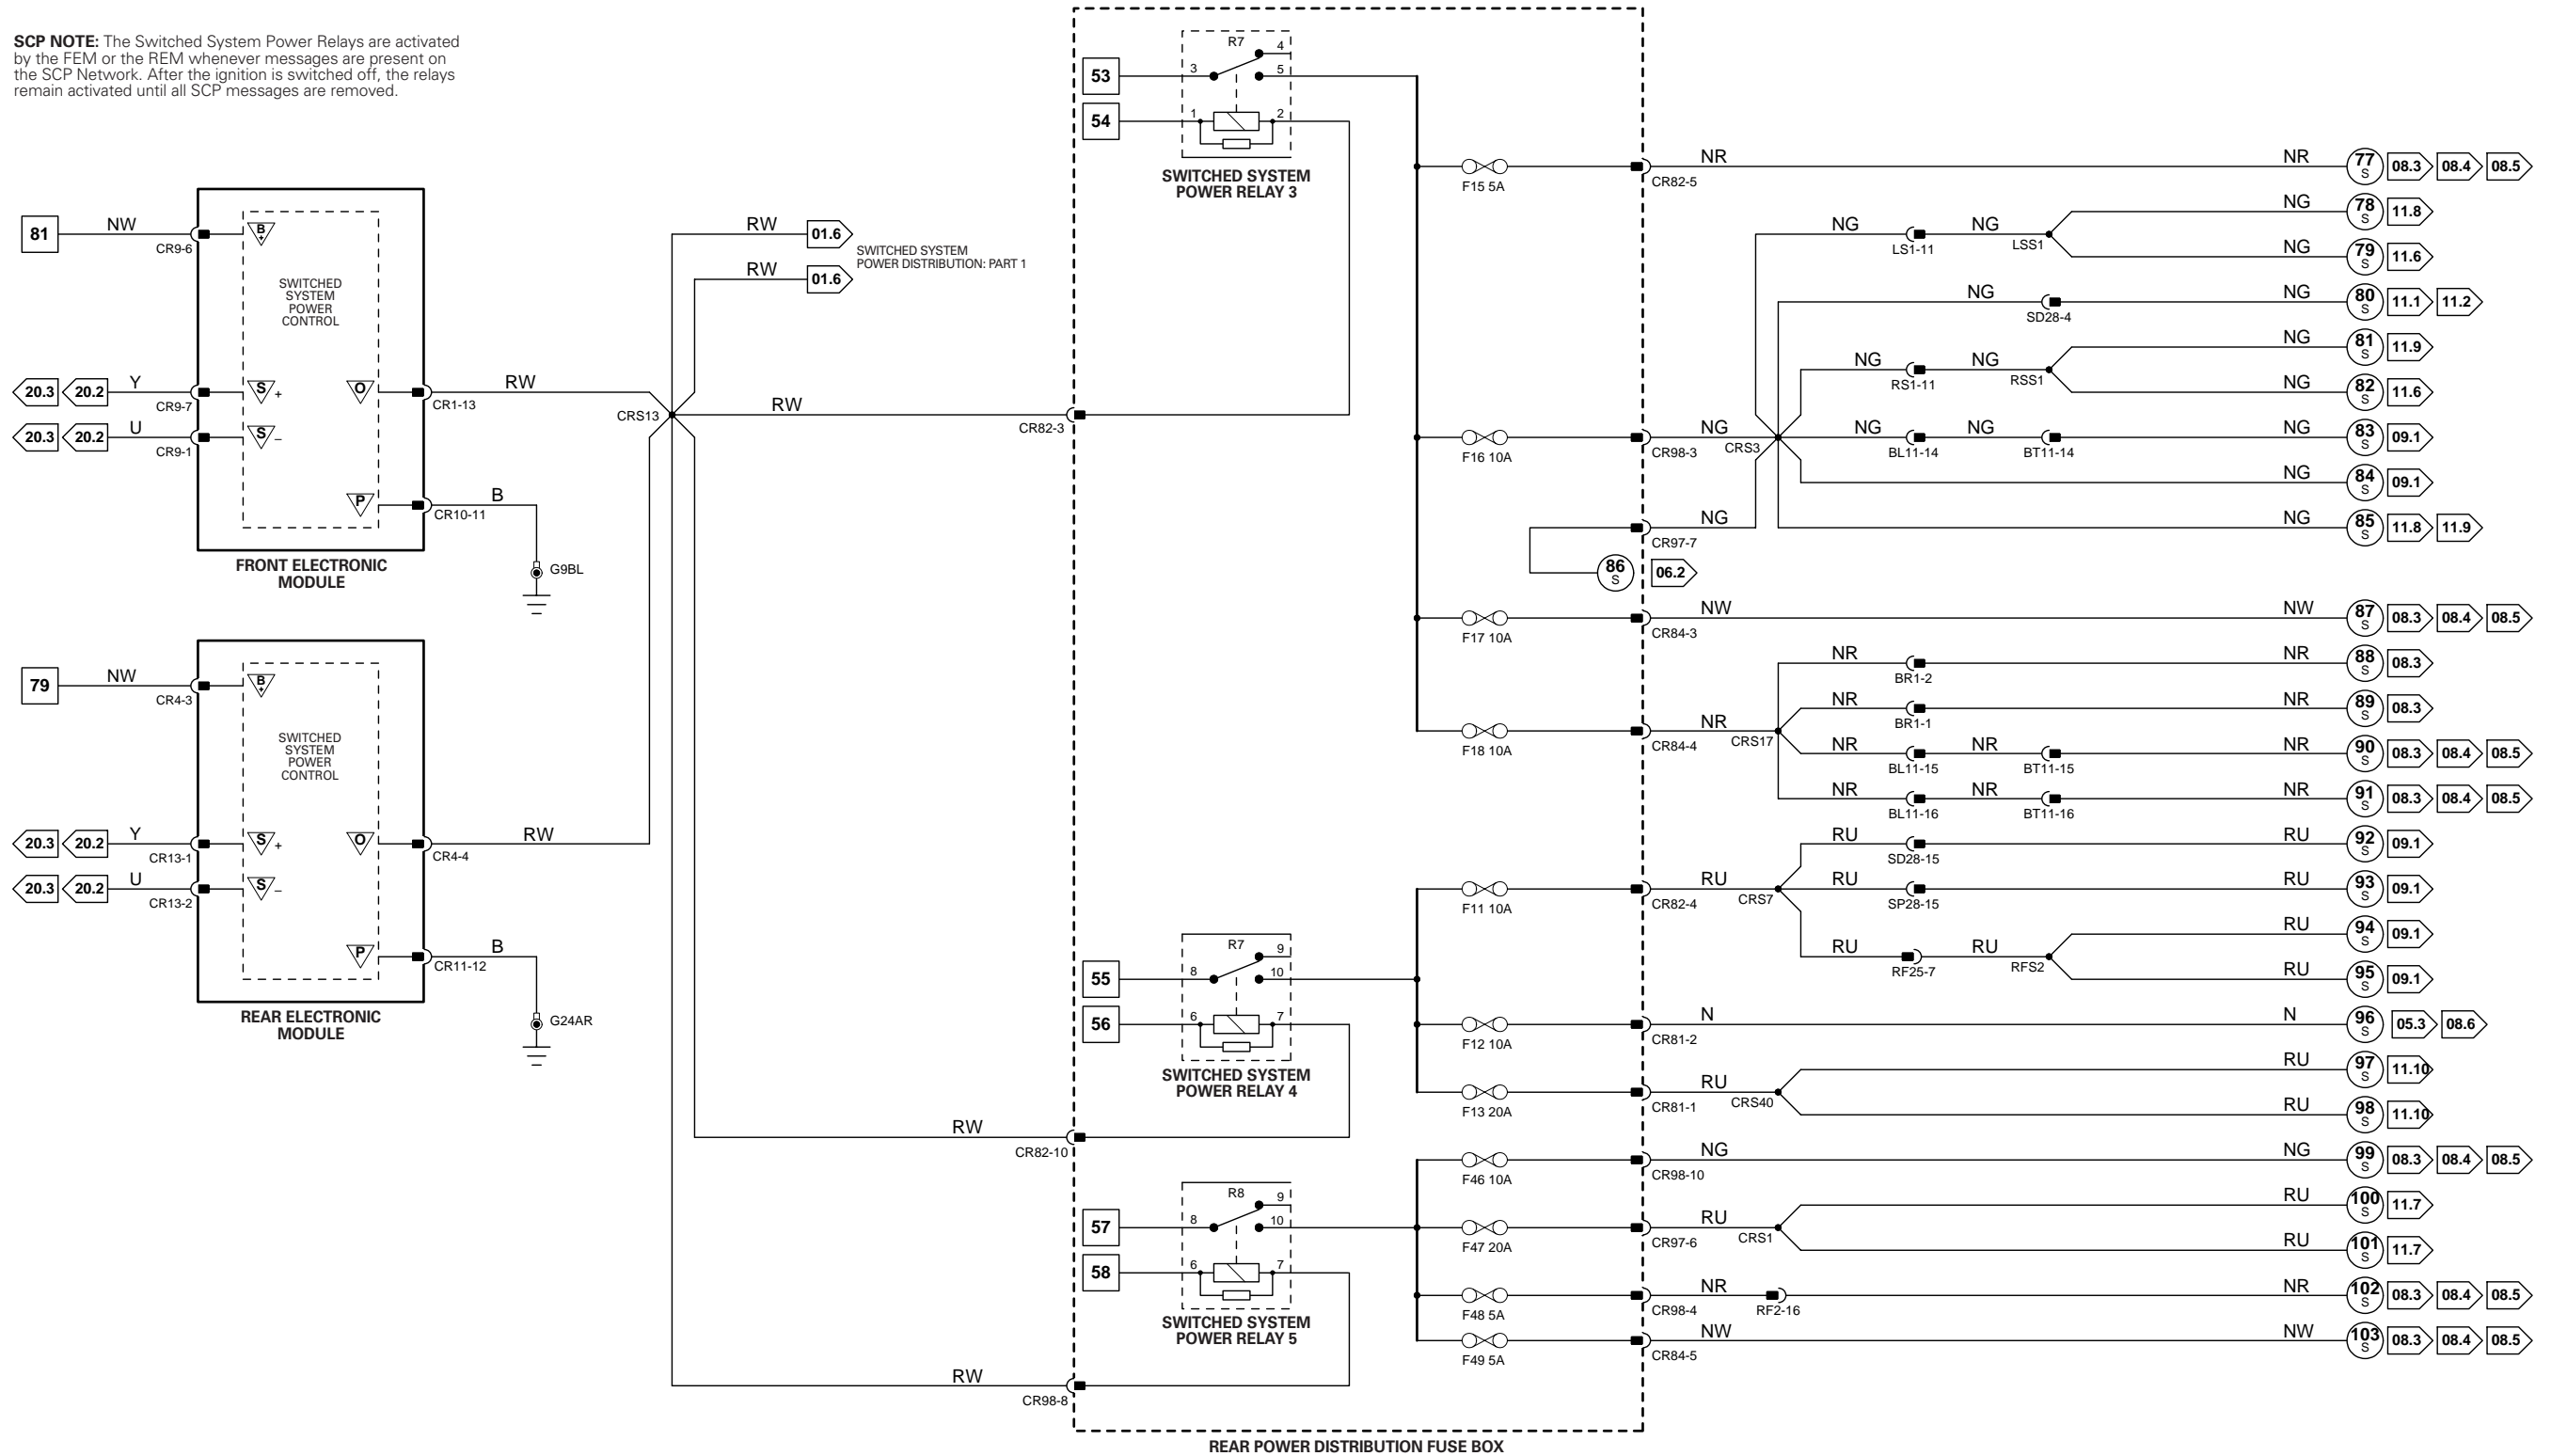 SCP NOTE: The Switched System Power Relays are activated
by the FEM or the REM whenever messages are present on
the SCP Network. After the ignition is switched off, the relays
remain activated until all SCP messages are removed.
81
NW
CR9-6
B
+
SWITCHED
SYSTEM
POWER
CONTROL
20.3
20.2
Y
CR9-7
S
+
O
CR1-13
RW
20.3
20.2
U
CR9-1
S
–
P
CR10-11
B
G9BL
FRONT ELECTRONIC
MODULE
79
NW
CR4-3
B
+
SWITCHED
SYSTEM
POWER
CONTROL
20.3
20.2
Y
CR13-1
S
+
O
CR4-4
RW
20.3
20.2
U
CR13-2
S
–
P
CR11-12
B
G24AR
REAR ELECTRONIC
MODULE
RW
01.6
RW
01.6
SWITCHED SYSTEM
POWER DISTRIBUTION: PART 1
CRS13
RW
CR82-3
RW
CR82-10
RW
CR98-8
53
54
R7
3
4
5
1
2
SWITCHED SYSTEM
POWER RELAY 3
55
56
R7
8
9
10
6
7
SWITCHED SYSTEM
POWER RELAY 4
57
58
R8
8
9
10
6
7
SWITCHED SYSTEM
POWER RELAY 5
F15 5A
CR82-5
NR
NR
77
S
08.3
08.4
08.5
NG
LS1-11
NG
LSS1
NG
78
S
11.8
NG
79
S
11.6
NG
SD28-4
NG
80
S
11.1
11.2
NG
RS1-11
NG
RSS1
NG
81
S
11.9
NG
82
S
11.6
F16 10A
CR98-3
NG
CRS3
NG
BL11-14
NG
BT11-14
NG
83
S
09.1
NG
84
S
09.1
CR97-7
NG
NG
85
S
11.8
11.9
86
S
06.2
F17 10A
CR84-3
NW
NW
87
S
08.3
08.4
08.5
NR
BR1-2
NR
88
S
08.3
NR
BR1-1
NR
89
S
08.3
F18 10A
CR84-4
NR
CRS17
NR
BL11-15
NR
BT11-15
NR
90
S
08.3
08.4
08.5
NR
BL11-16
NR
BT11-16
NR
91
S
08.3
08.4
08.5
RU
SD28-15
RU
92
S
09.1
F11 10A
CR82-4
RU
CRS7
RU
SP28-15
RU
93
S
09.1
RU
RF25-7
RU
RFS2
RU
94
S
09.1
RU
95
S
09.1
F12 10A
CR81-2
N
N
96
S
05.3
08.6
F13 20A
CR81-1
RU
CRS40
RU
97
S
11.10
RU
98
S
11.10
F46 10A
CR98-10
NG
NG
99
S
08.3
08.4
08.5
F47 20A
CR97-6
RU
CRS1
RU
100
S
11.7
RU
101
S
11.7
F48 5A
CR98-4
NR
RF2-16
NR
102
S
08.3
08.4
08.5
F49 5A
CR84-5
NW
NW
103
S
08.3
08.4
08.5
REAR POWER DISTRIBUTION FUSE BOX